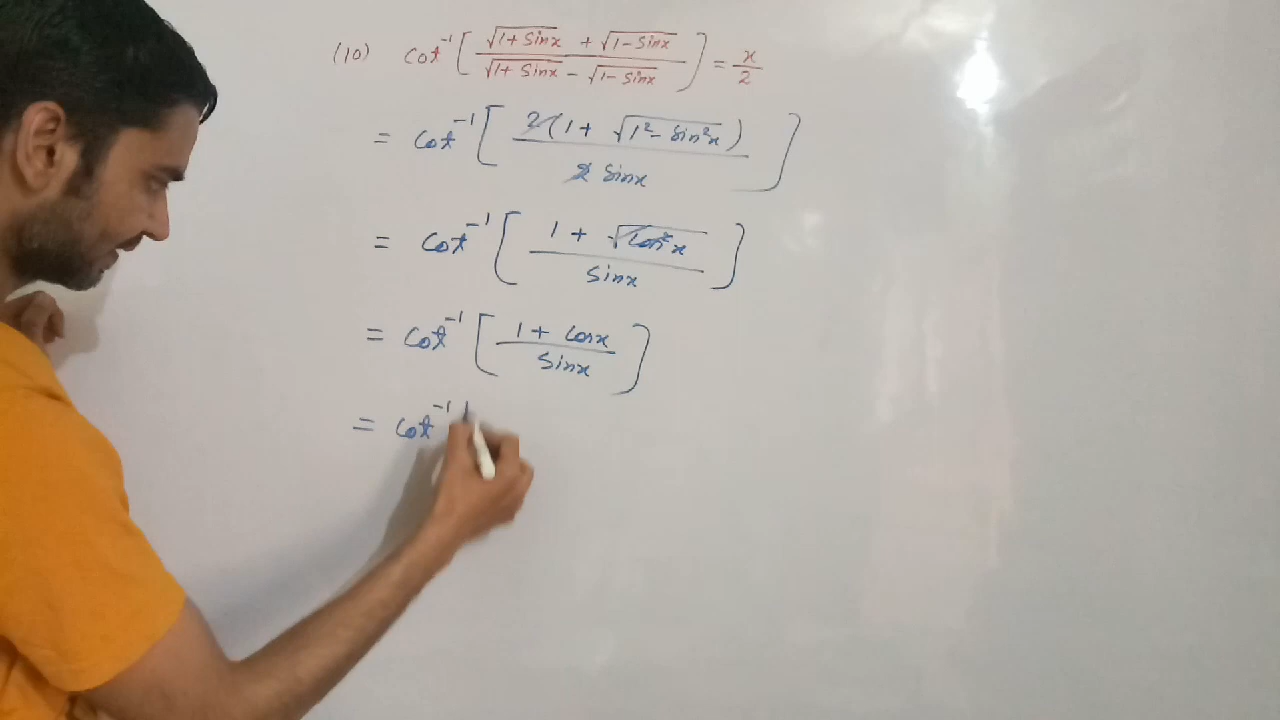 (10) cot⁻¹[(√(1+Sinx) + √(1-Sinx))/(√(1+Sinx) - √(1-Sinx))] = x/2
= cot⁻¹[2(1 + √(1²-Sin²x))/2 Sinx]
= cot⁻¹[(1 + √(cos²x))/Sinx]
= cot⁻¹[(1 + cosx)/Sinx]
= cot⁻¹